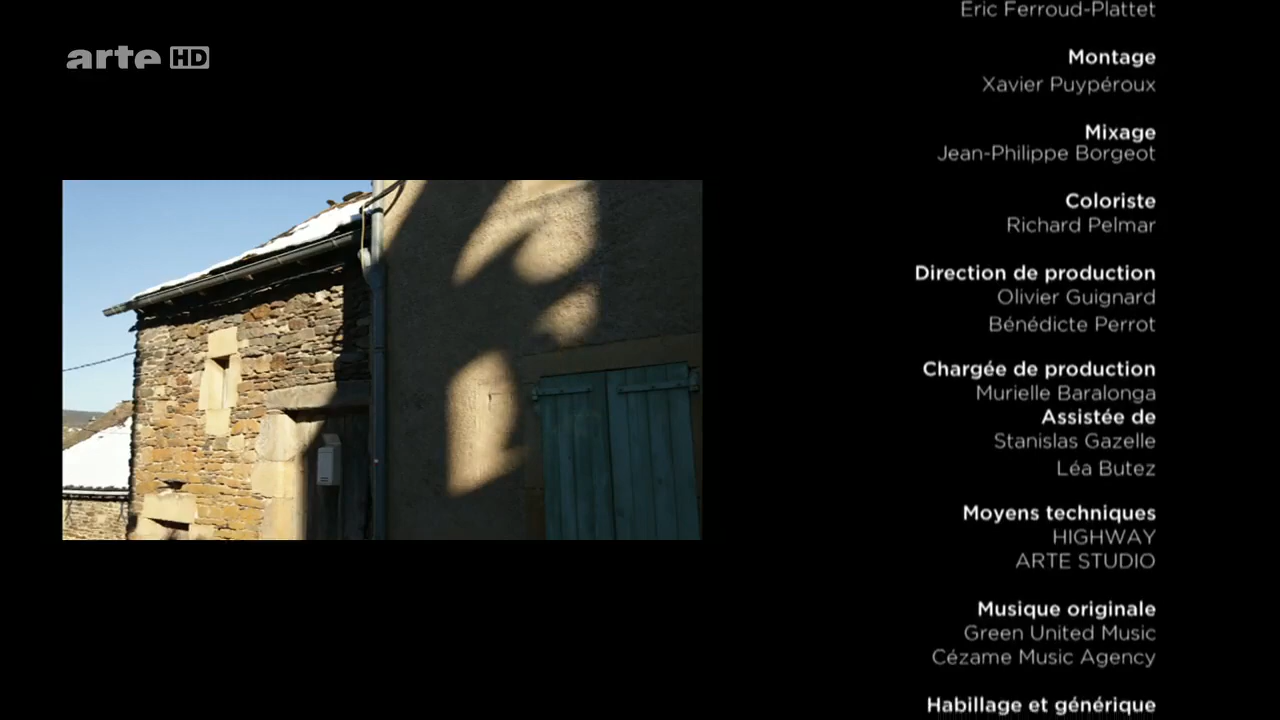 arte HD
Eric Ferroud-Plattet
Montage
Xavier Puypéroux
Mixage
Jean-Philippe Borgeot
Coloriste
Richard Pelmar
Direction de production
Olivier Guignard
Bénédicte Perrot
Chargée de production
Murielle Baralonga
Assistée de
Stanislas Gazelle
Léa Butez
Moyens techniques
HIGHWAY
ARTE STUDIO
Musique originale
Green United Music
Cézame Music Agency
Habillage et générique